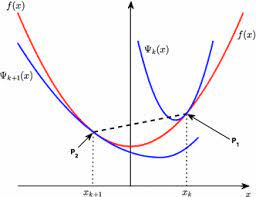 f(x)
Ψₖ(x)
f(x)
Ψₖ₊₁(x)
P₁
P₂
xₖ₊₁
xₖ
x